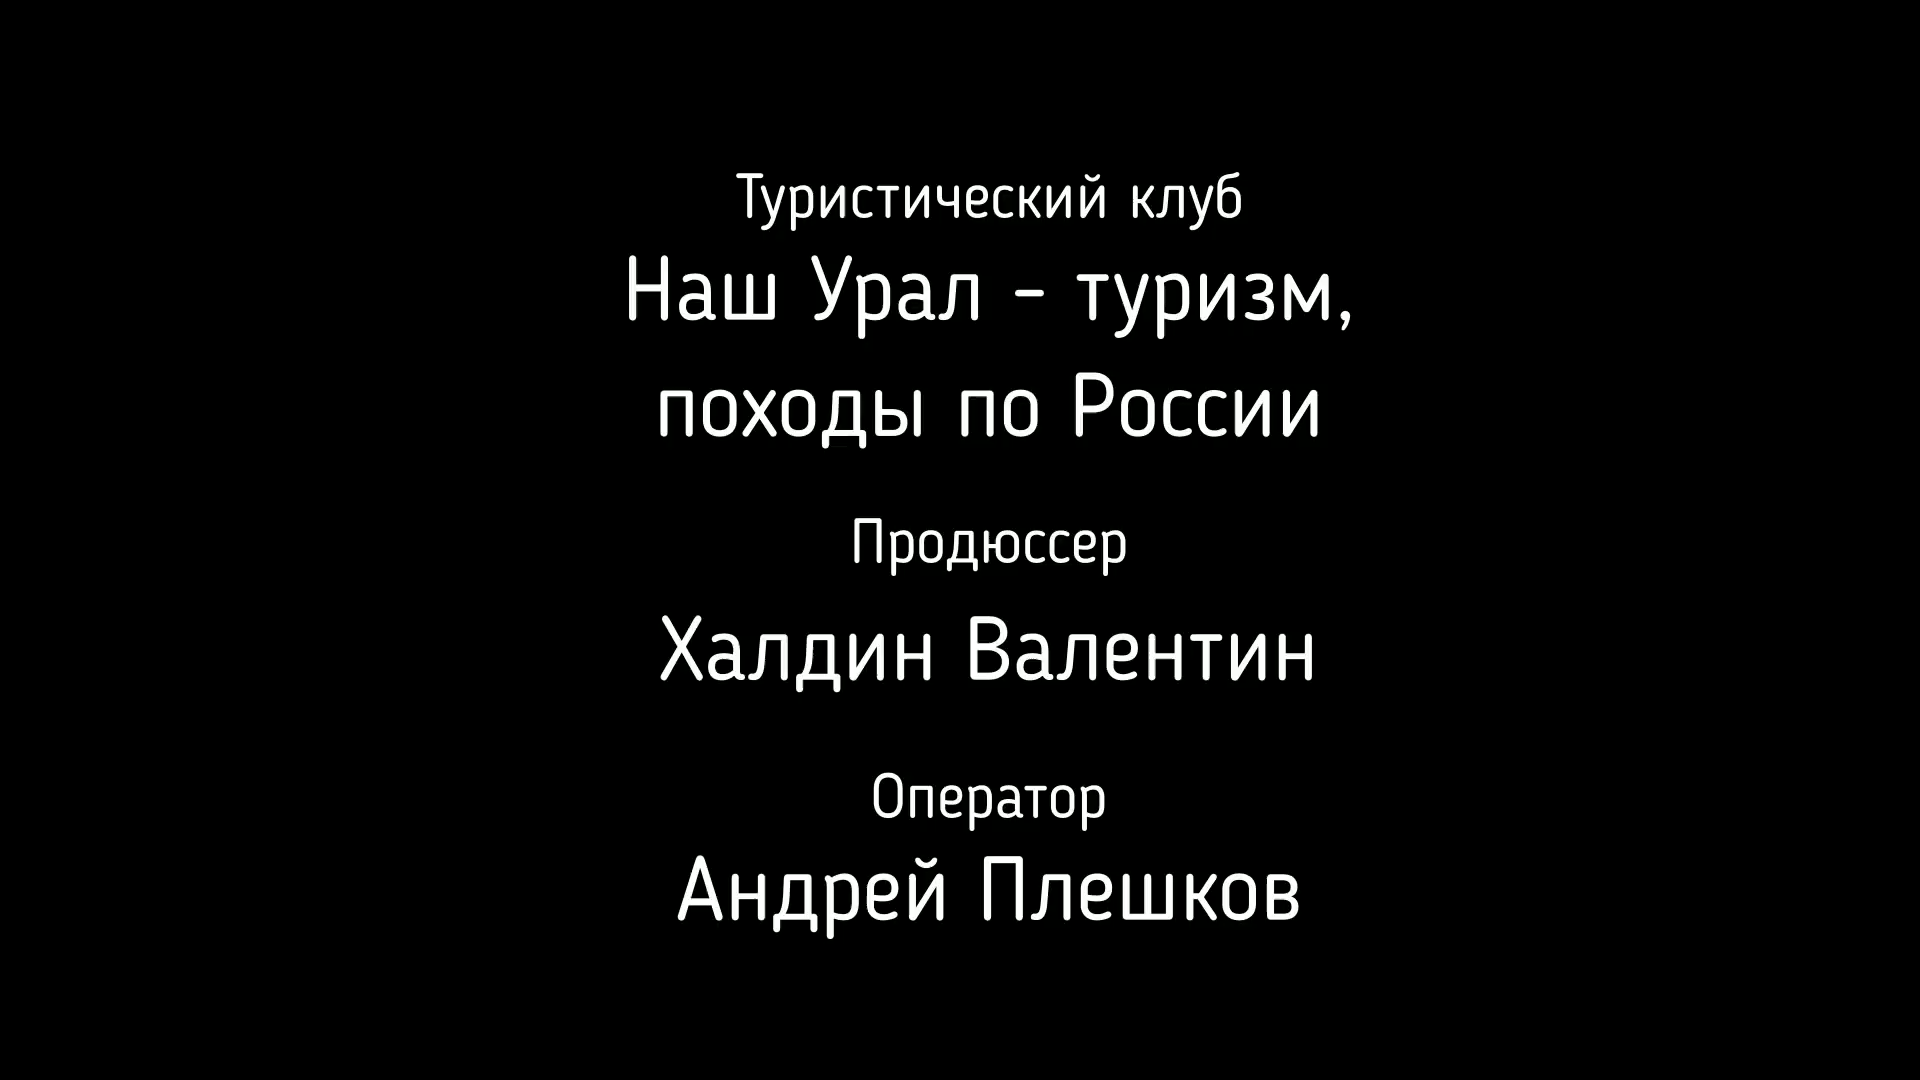 Туристический клуб
Наш Урал - туризм,
походы по России
Продюссер
Халдин Валентин
Оператор
Андрей Плешков